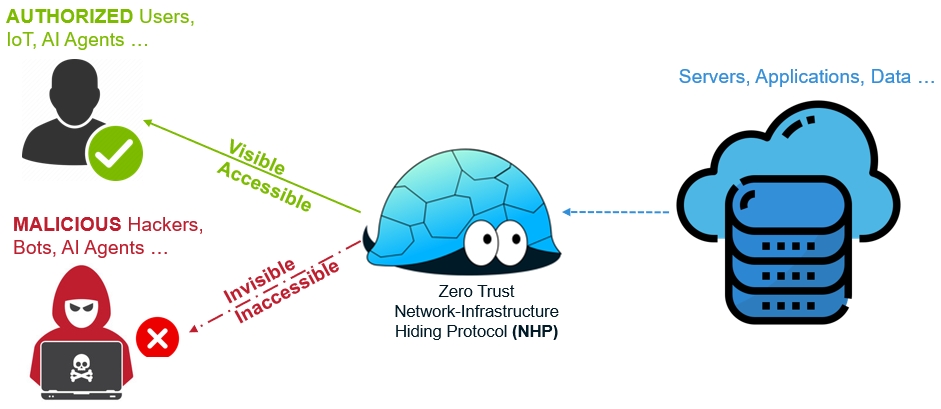 AUTHORIZED Users,
IoT, AI Agents ...
Visible
Accessible
MALICIOUS Hackers,
Bots, AI Agents ...
Invisible
Inaccessible
Zero Trust
Network-Infrastructure
Hiding Protocol (NHP)
Servers, Applications, Data ...